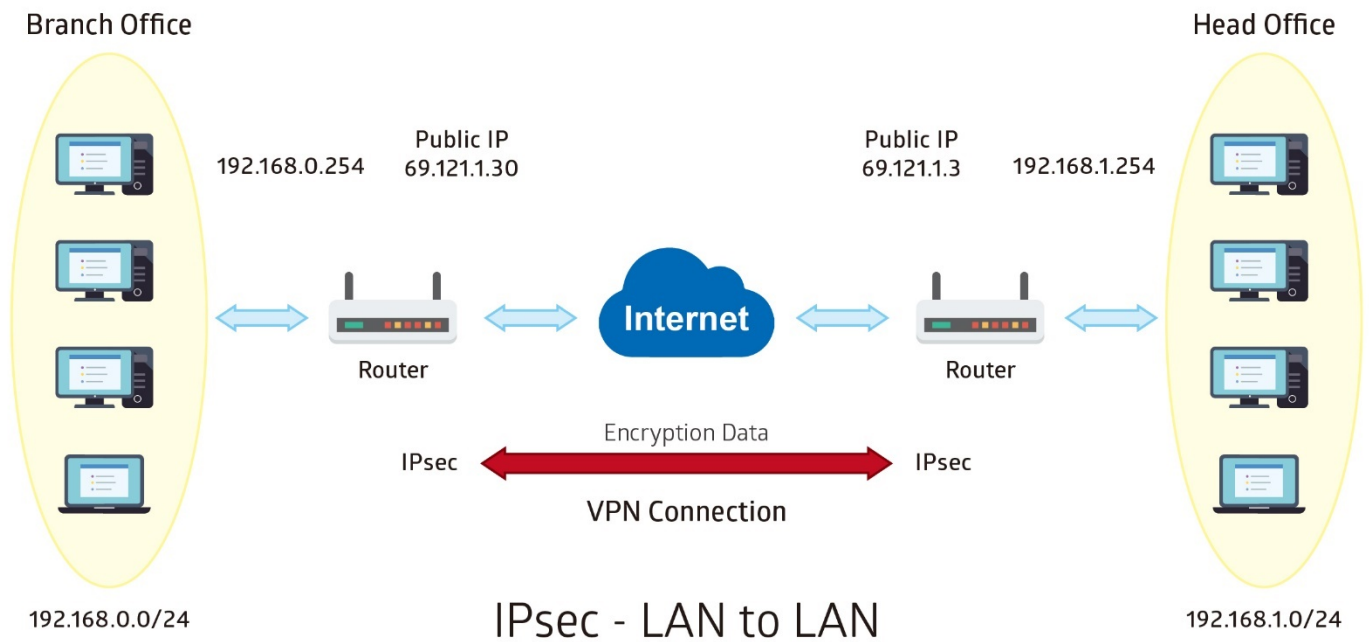 Branch Office
Head Office
Public IP
69.121.1.30
192.168.0.254
Public IP
69.121.1.3
192.168.1.254
Internet
Router
Router
Encryption Data
IPsec
IPsec
VPN Connection
192.168.0.0/24
IPsec - LAN to LAN
192.168.1.0/24